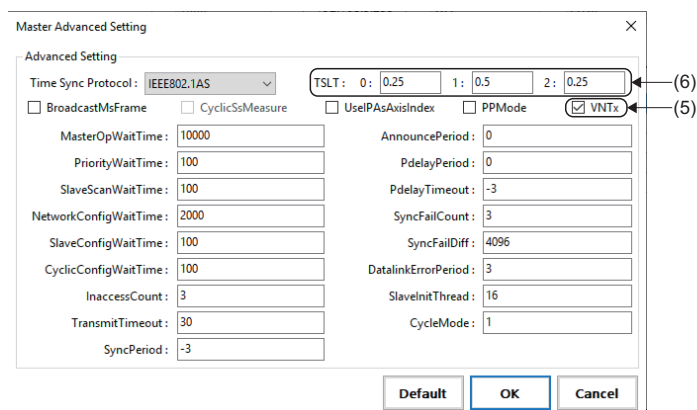 Master Advanced Setting
Advanced Setting
Time Sync Protocol : IEEE802.1AS TSLT : 0 : 0.25 1 : 0.5 2 : 0.25 (6)
BroadcastMsFrame CyclicSsMeasure UseIPAsAxisIndex PPMode VNTx (5)
MasterOpWaitTime : 10000 AnnouncePeriod : 0
PriorityWaitTime : 100 PdelayPeriod : 0
SlaveScanWaitTime : 100 PdelayTimeout : -3
NetworkConfigWaitTime : 2000 SyncFailCount : 3
SlaveConfigWaitTime : 100 SyncFailDiff : 4096
CyclicConfigWaitTime : 100 DatalinkErrorPeriod : 3
InaccessCount : 3 SlaveInitThread : 16
TransmitTimeout : 30 CycleMode : 1
SyncPeriod : -3
Default OK Cancel